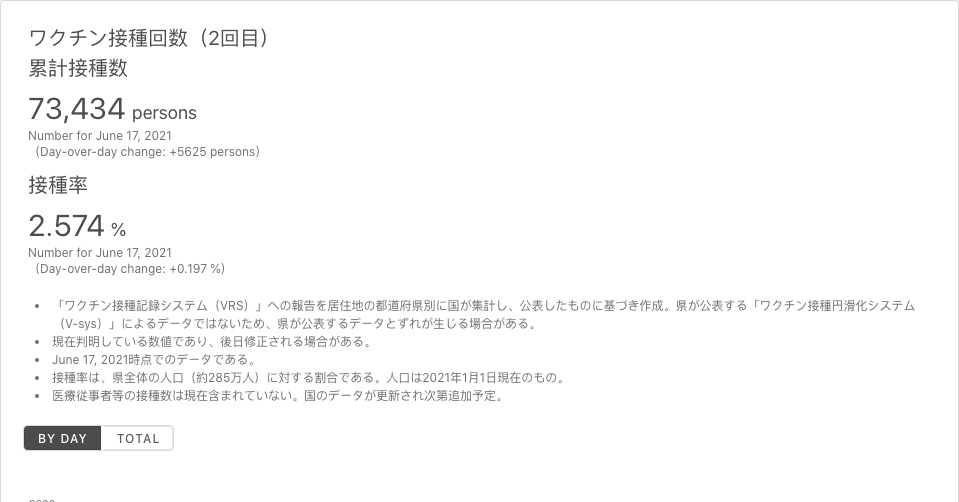 ワクチン接種回数（2回目）
累計接種数
73,434 persons
Number for June 17, 2021
（Day-over-day change: +5625 persons）
接種率
2.574 %
Number for June 17, 2021
（Day-over-day change: +0.197 %）
• 「ワクチン接種記録システム（VRS）」への報告を居住地の都道府県別に国が集計し、公表したものに基づき作成。県が公表する「ワクチン接種円滑化システム
（V-sys）」によるデータではないため、県が公表するデータとずれが生じる場合がある。
• 現在判明している数値であり、後日修正される場合がある。
• June 17, 2021時点でのデータである。
• 接種率は、県全体の人口（約285万人）に対する割合である。人口は2021年1月1日現在のもの。
• 医療従事者等の接種数は現在含まれていない。国のデータが更新され次第追加予定。
BY DAY TOTAL